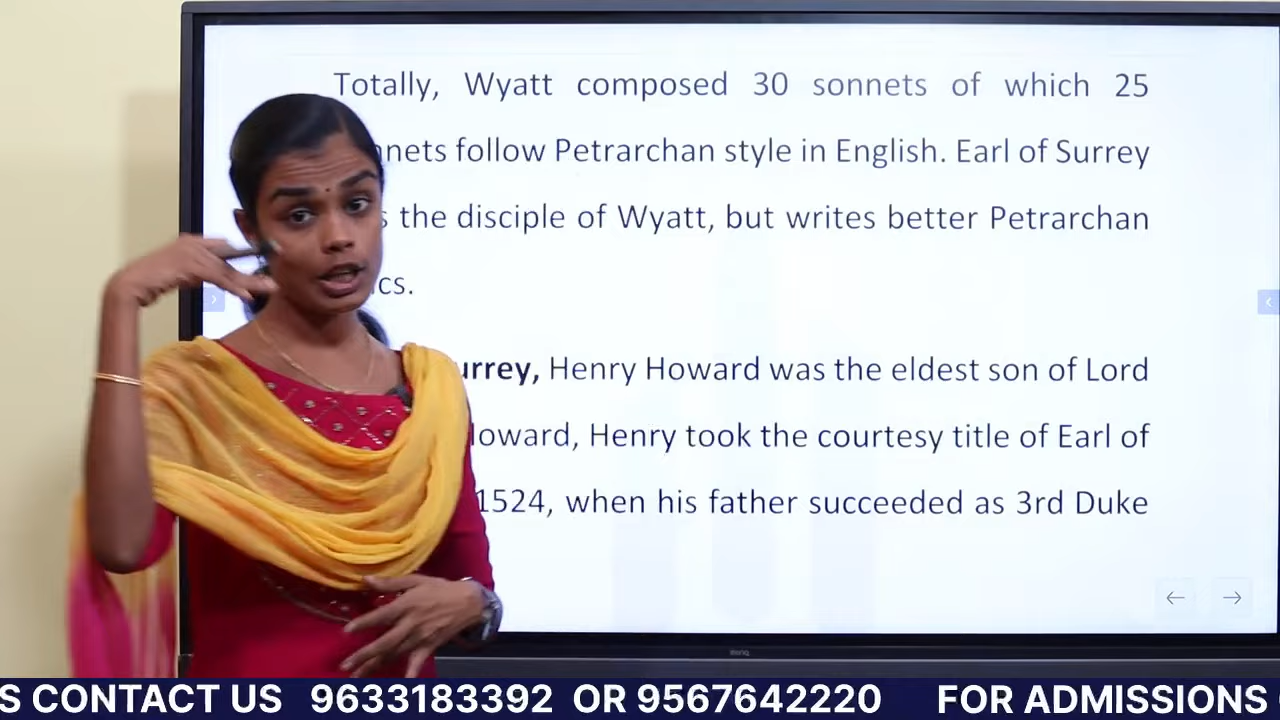 Totally, Wyatt composed 30 sonnets of which 25
nnets follow Petrarchan style in English. Earl of Surrey
s the disciple of Wyatt, but writes better Petrarchan
cs.
urrey, Henry Howard was the eldest son of Lord
oward, Henry took the courtesy title of Earl of
1524, when his father succeeded as 3rd Duke
benq
S CONTACT US 9633183392 OR 9567642220 FOR ADMISSIONS